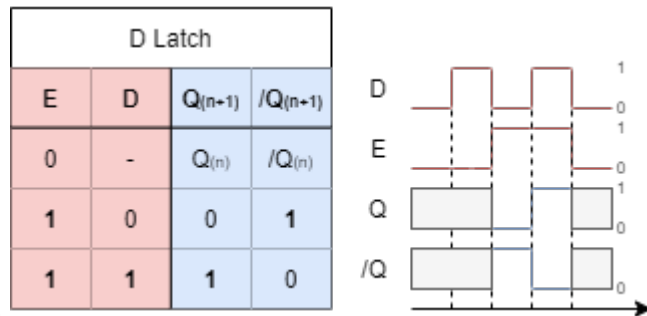 D Latch
E D Q(n+1) /Q(n+1)
0 - Q(n) /Q(n)
1 0 0 1
1 1 1 0
D 1
0
E 1
0
Q 1
0
/Q
0